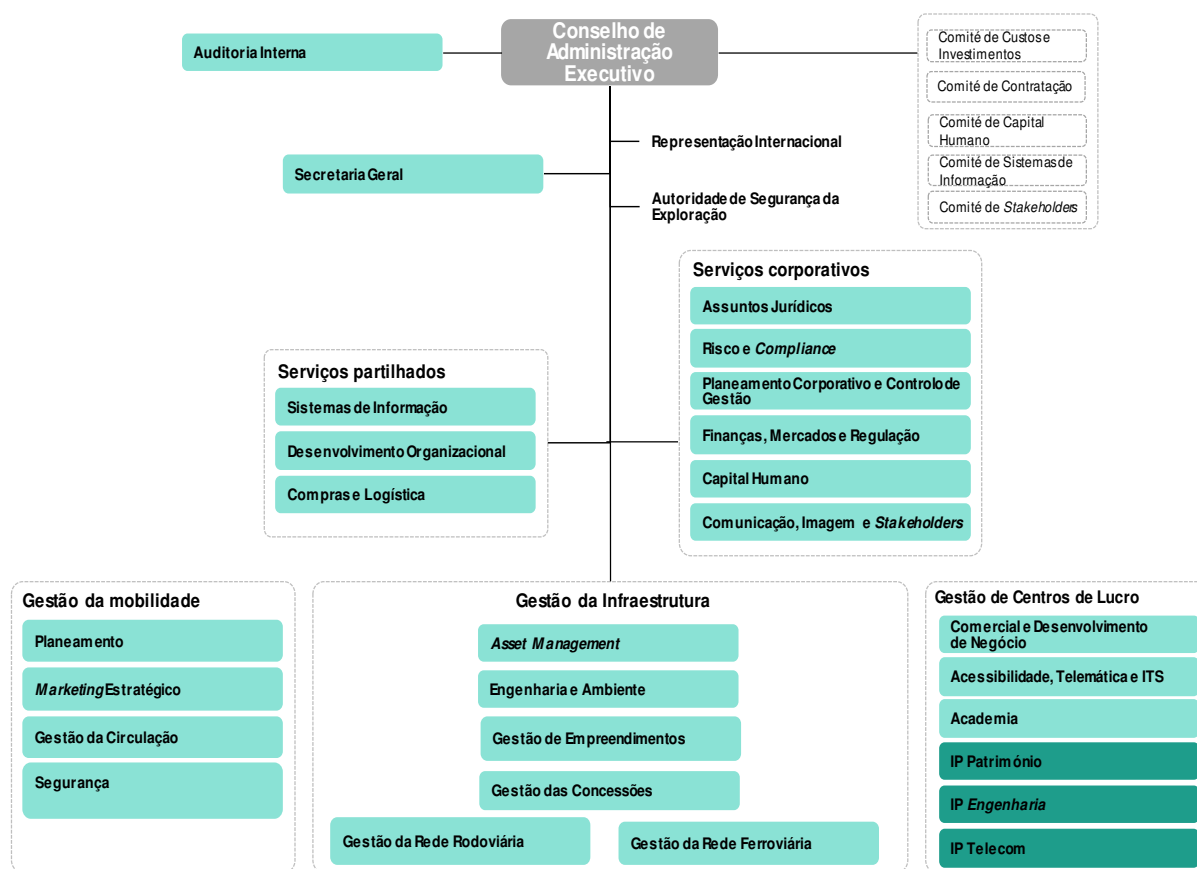 Conselho de
Administração
Executivo
Auditoria Interna
Comité de Custos e
Investimentos
Comité de Contratação
Comité de Capital
Humano
Comité de Sistemas de
Informação
Comité de Stakeholders
Representação Internacional
Secretaria Geral
Autoridade de Segurança da
Exploração
Serviços corporativos
Assuntos Jurídicos
Risco e Compliance
Planeamento Corporativo e Controlo de
Gestão
Finanças, Mercados e Regulação
Capital Humano
Comunicação, Imagem e Stakeholders
Serviços partilhados
Sistemas de Informação
Desenvolvimento Organizacional
Compras e Logística
Gestão da mobilidade
Planeamento
Marketing Estratégico
Gestão da Circulação
Segurança
Gestão da Infraestrutura
Asset Management
Engenharia e Ambiente
Gestão de Empreendimentos
Gestão das Concessões
Gestão da Rede Rodoviária
Gestão da Rede Ferroviária
Gestão de Centros de Lucro
Comercial e Desenvolvimento
de Negócio
Acessibilidade, Telemática e ITS
Academia
IP Património
IP Engenharia
IP Telecom